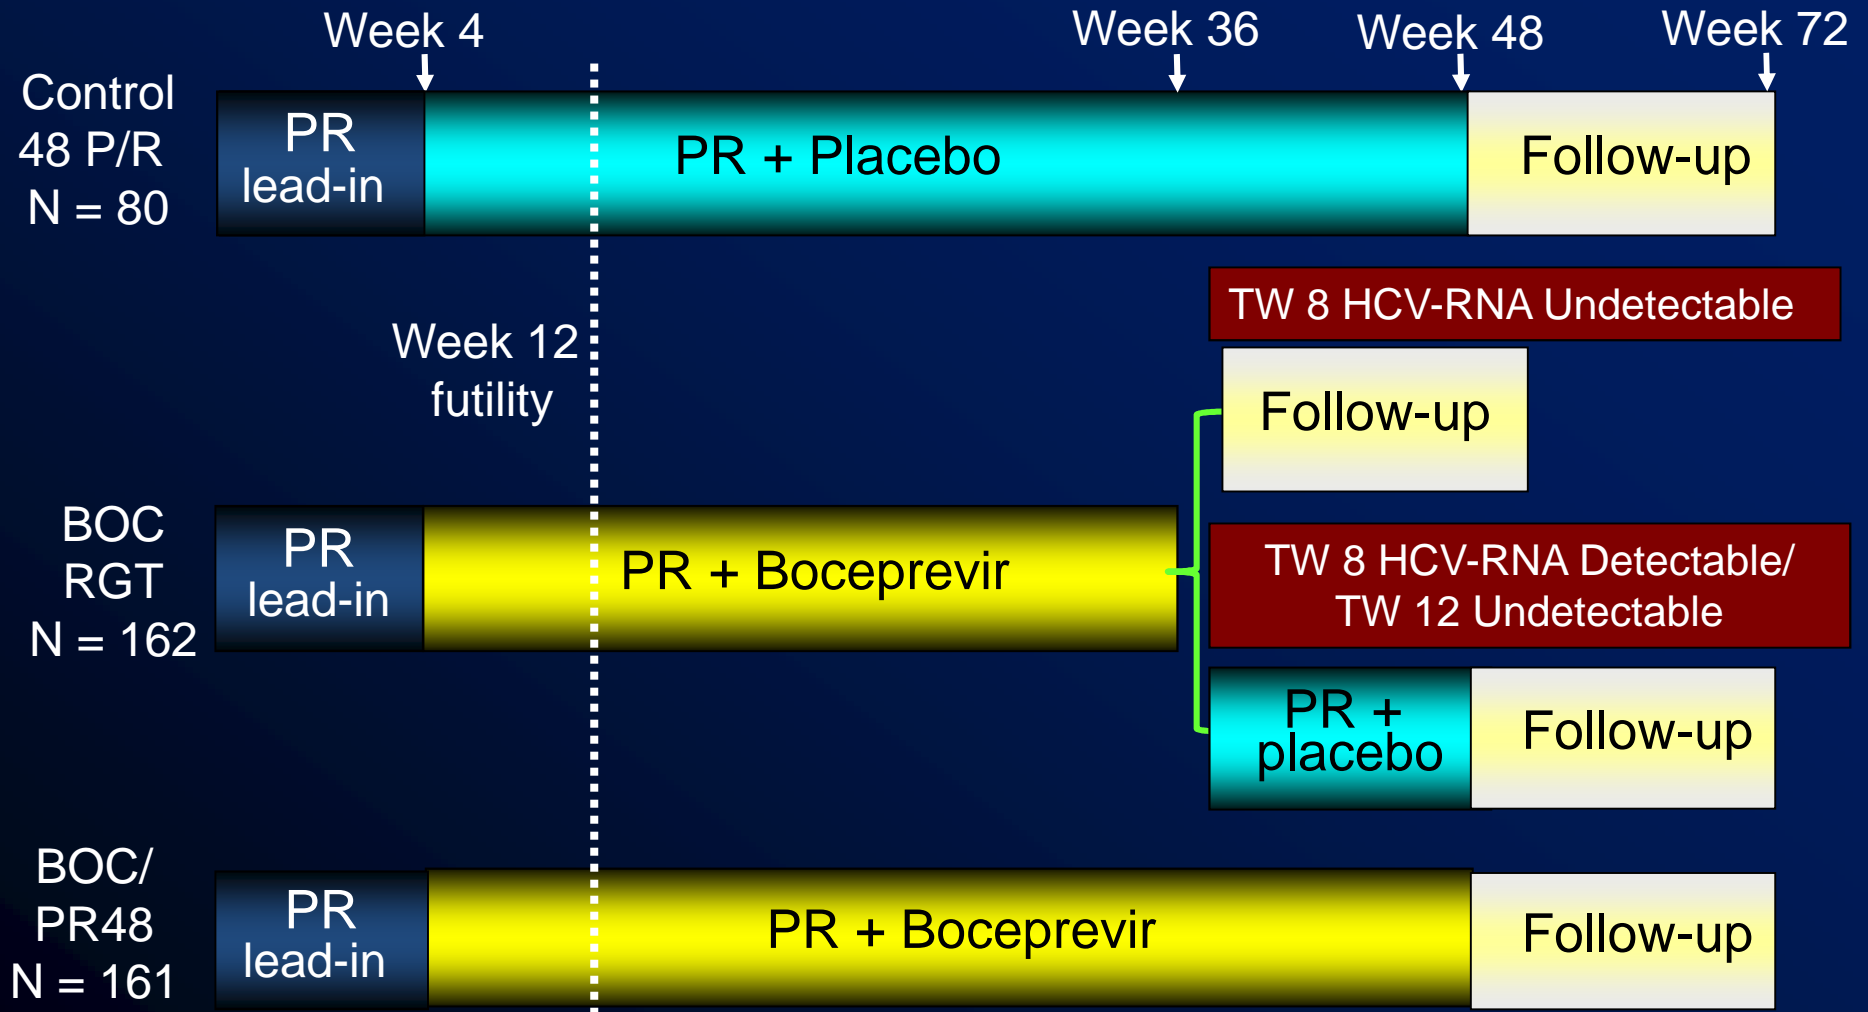 Week 4
Week 36
Week 48
Week 72
Control
48 P/R
N = 80
PR
lead-in
PR + Placebo
Follow-up
TW 8 HCV-RNA Undetectable
Week 12
futility
Follow-up
BOC
RGT
N = 162
PR
lead-in
PR + Boceprevir
TW 8 HCV-RNA Detectable/
TW 12 Undetectable
PR +
placebo
Follow-up
BOC/
PR48
N = 161
PR
lead-in
PR + Boceprevir
Follow-up